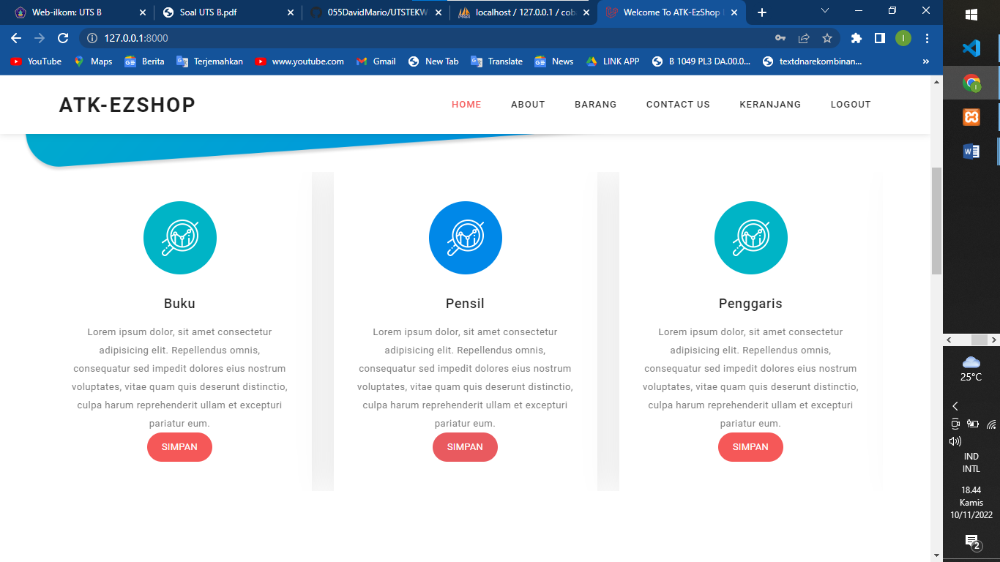 Web-ilkom: UTS B
Soal UTS B.pdf
055DavidMario/UTSTEKW
localhost / 127.0.0.1 / cob
Welcome To ATK-EzShop
127.0.0.1:8000
I
YouTube
Maps
Berita
Terjemahkan
www.youtube.com
Gmail
New Tab
Translate
News
LINK APP
B 1049 PL3 DA.00.0...
textdnarekombinan...
»
ATK-EZSHOP
HOME
ABOUT
BARANG
CONTACT US
KERANJANG
LOGOUT
Buku
Lorem ipsum dolor, sit amet consectetur
adipisicing elit. Repellendus omnis,
consequatur sed impedit dolores eius nostrum
voluptates, vitae quam quis deserunt distinctio,
culpa harum reprehenderit ullam et excepturi
pariatur eum.
SIMPAN
Pensil
Lorem ipsum dolor, sit amet consectetur
adipisicing elit. Repellendus omnis,
consequatur sed impedit dolores eius nostrum
voluptates, vitae quam quis deserunt distinctio,
culpa harum reprehenderit ullam et excepturi
pariatur eum.
SIMPAN
Penggaris
Lorem ipsum dolor, sit amet consectetur
adipisicing elit. Repellendus omnis,
consequatur sed impedit dolores eius nostrum
voluptates, vitae quam quis deserunt distinctio,
culpa harum reprehenderit ullam et excepturi
pariatur eum.
SIMPAN
25°C
IND
INTL
18.44
Kamis
10/11/2022
2